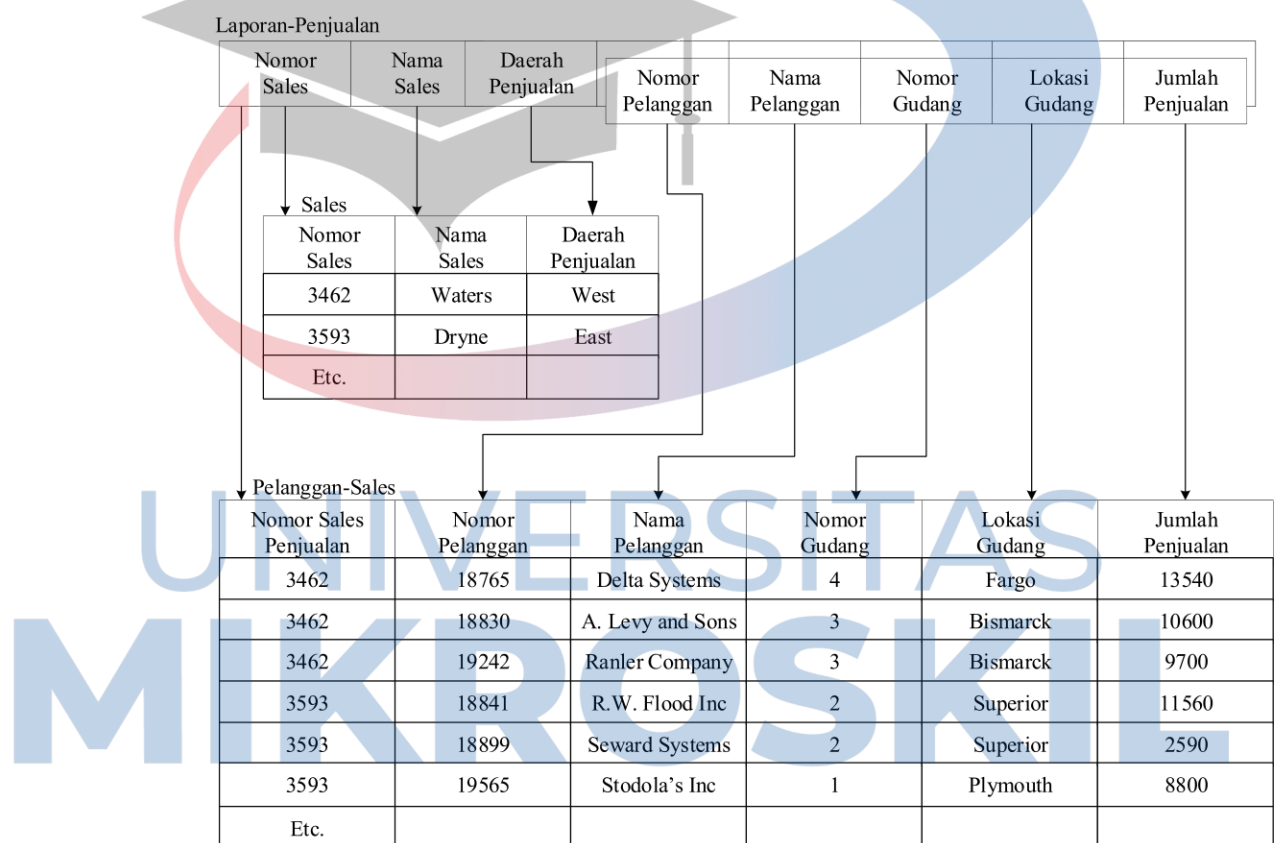 Laporan-Penjualan
Nomor Sales
Nama Sales
Daerah Penjualan
Nomor Pelanggan
Nama Pelanggan
Nomor Gudang
Lokasi Gudang
Jumlah Penjualan
Sales
Nomor Sales
Nama Sales
Daerah Penjualan
3462 Waters West
3593 Dryne East
Etc.
Pelanggan-Sales
Nomor Sales Penjualan
Nomor Pelanggan
Nama Pelanggan
Nomor Gudang
Lokasi Gudang
Jumlah Penjualan
3462 18765 Delta Systems 4 Fargo 13540
3462 18830 A. Levy and Sons 3 Bismarck 10600
3462 19242 Ranler Company 3 Bismarck 9700
3593 18841 R.W. Flood Inc 2 Superior 11560
3593 18899 Seward Systems 2 Superior 2590
3593 19565 Stodola's Inc 1 Plymouth 8800
Etc.
UNIVERSITAS
MIKROSKIL